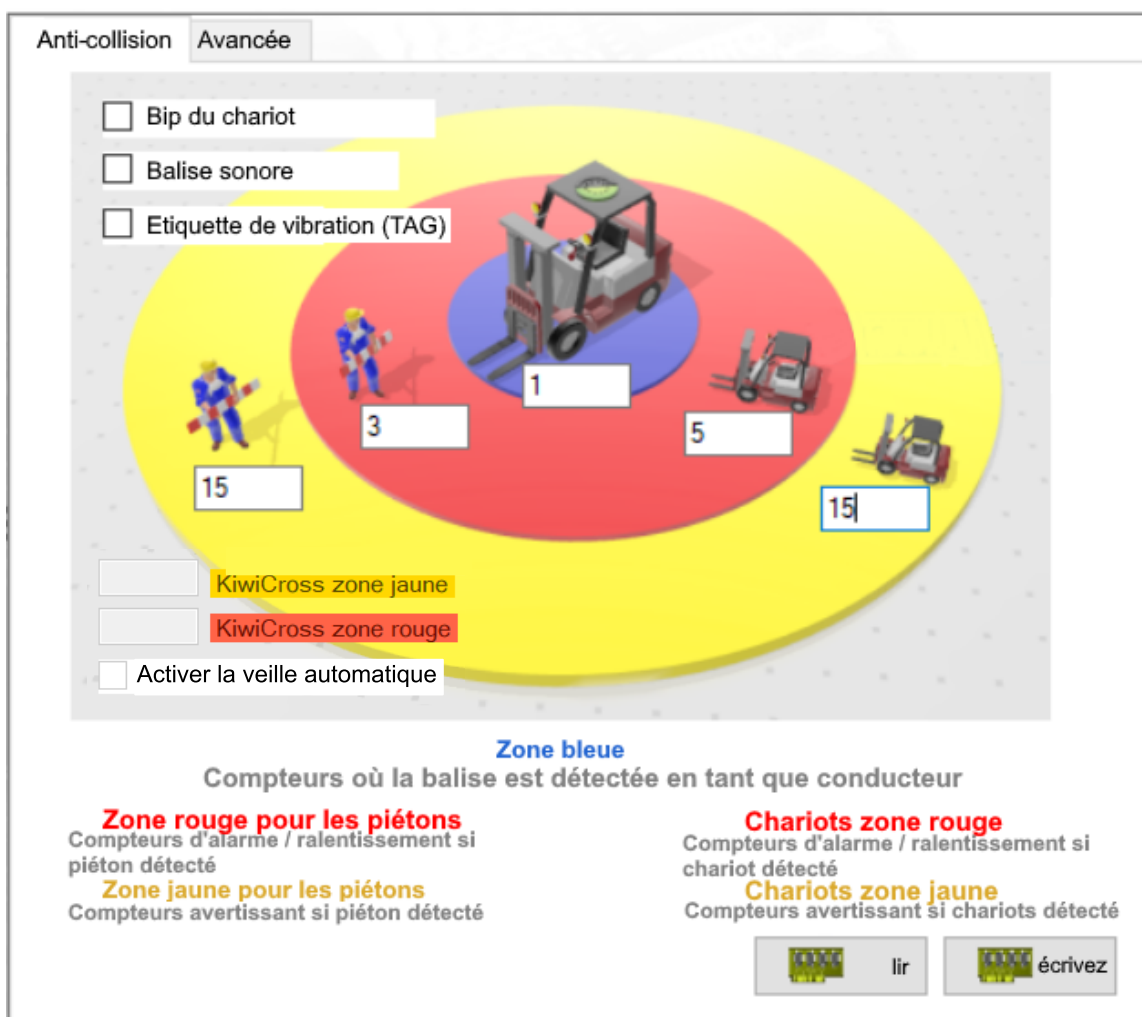 Anti-collision Avancée
Bip du chariot
Balise sonore
Etiquette de vibration (TAG)
1
3
5
15
15
KiwiCross zone jaune
KiwiCross zone rouge
Activer la veille automatique
Zone bleue
Compteurs où la balise est détectée en tant que conducteur
Zone rouge pour les piétons
Compteurs d'alarme / ralentissement si
piéton détecté
Zone jaune pour les piétons
Compteurs avertissant si piéton détecté
Chariots zone rouge
Compteurs d'alarme / ralentissement si
chariot détecté
Chariots zone jaune
Compteurs avertissant si chariots détecté
lir
écrivez